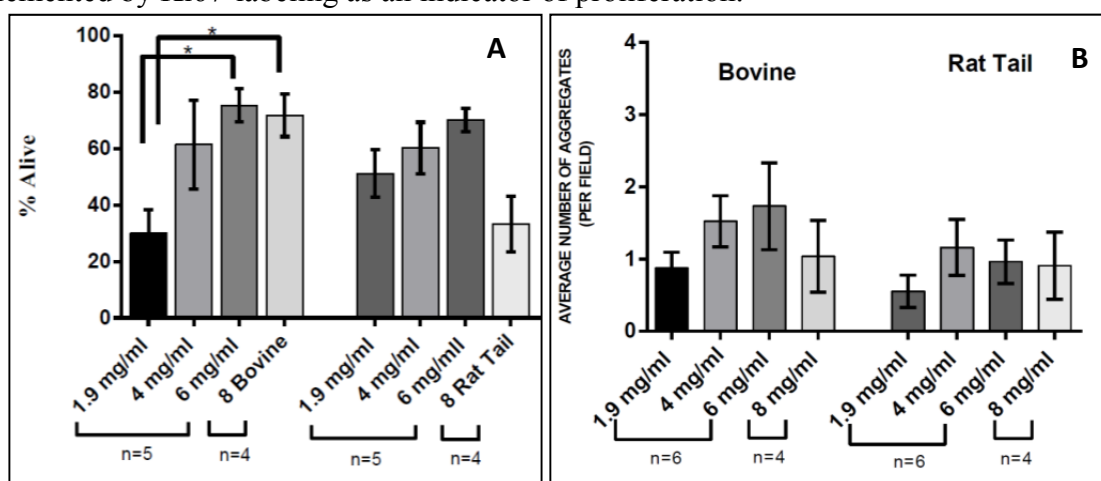 emented by Ki67 labeling as an indicator of proliferation.
A
*
*
100
80
60
40
20
0
% Alive
1.9 mg/ml
4 mg/ml
6 mg/ml
8 Bovine
1.9 mg/ml
4 mg/ml
6 mg/mll
8 Rat Tail
n=5
n=4
n=5
n=4
B
Bovine
Rat Tail
4
3
2
1
0
AVERAGE NUMBER OF AGGREGATES
(PER FIELD)
1.9 mg/ml
4 mg/ml
6 mg/ml
8 mg/ml
1.9 mg/ml
4 mg/ml
6 mg/ml
8 mg/ml
n=6
n=4
n=6
n=4